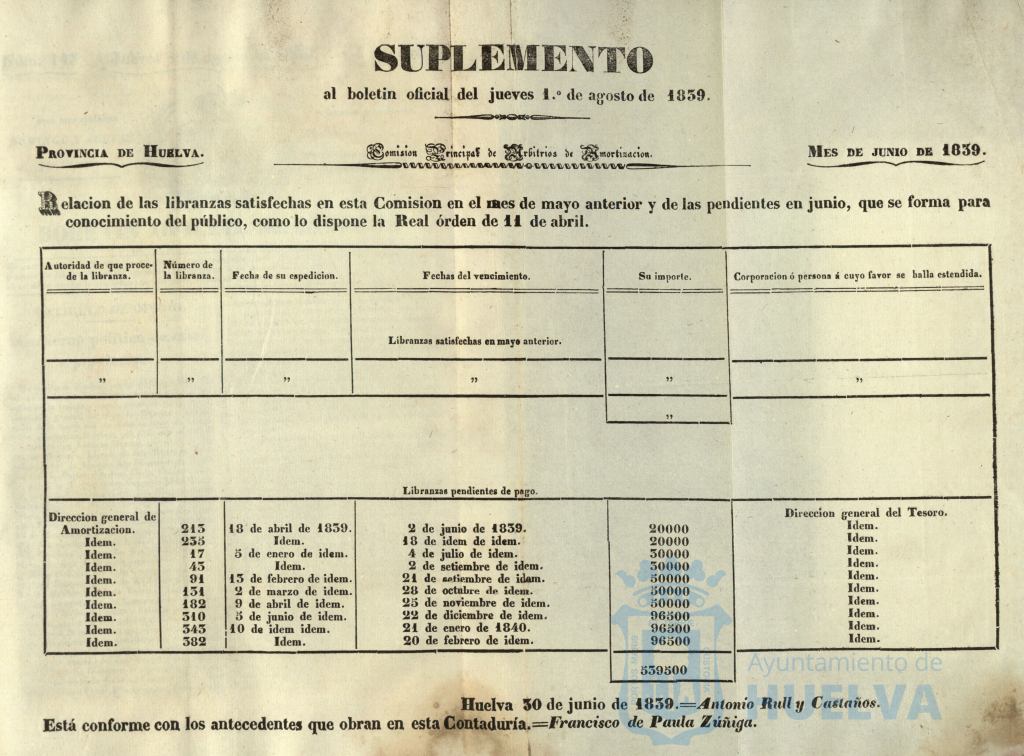 SUPLEMENTO
al boletin oficial del jueves 1.º de agosto de 1839.
PROVINCIA DE HUELVA. Comision Principal de Arbitrios de Amortizacion. MES DE JUNIO DE 1839.
Relacion de las libranzas satisfechas en esta Comision en el mes de mayo anterior y de las pendientes en junio, que se forma para
conocimiento del público, como lo dispone la Real órden de 11 de abril.
Autoridad de que proce-
de la libranza. Número de
la libranza. Fecha de su espedicion. Fechas del vencimiento. Su importe. Corporacion ó persona á cuyo favor se halla estendida.
Libranzas satisfechas en mayo anterior.
,, ,, ,, ,, ,, ,,
,,
Libranzas pendientes de pago.
Direccion general de
Amortizacion. 213 18 de abril de 1839. 2 de junio de 1839. 20000 Direccion general del Tesoro.
Idem. 235 Idem. 18 de idem de idem. 20000 Idem.
Idem. 17 5 de enero de idem. 4 de julio de idem. 30000 Idem.
Idem. 43 Idem. 2 de setiembre de idem. 30000 Idem.
Idem. 91 13 de febrero de idem. 21 de setiembre de idem. 50000 Idem.
Idem. 131 2 de marzo de idem. 28 de octubre de idem. 50000 Idem.
Idem. 182 9 de abril de idem. 25 de noviembre de idem. 50000 Idem.
Idem. 310 5 de junio de idem. 22 de diciembre de idem. 96500 Idem.
Idem. 343 10 de idem idem. 21 de enero de 1840. 96500 Idem.
Idem. 382 Idem. 20 de febrero de idem. 96500 Idem.
539500
Huelva 30 de junio de 1839.=Antonio Rull y Castaños.
Está conforme con los antecedentes que obran en esta Contaduría.=Francisco de Paula Zúñiga.
Ayuntamiento de
HUELVA